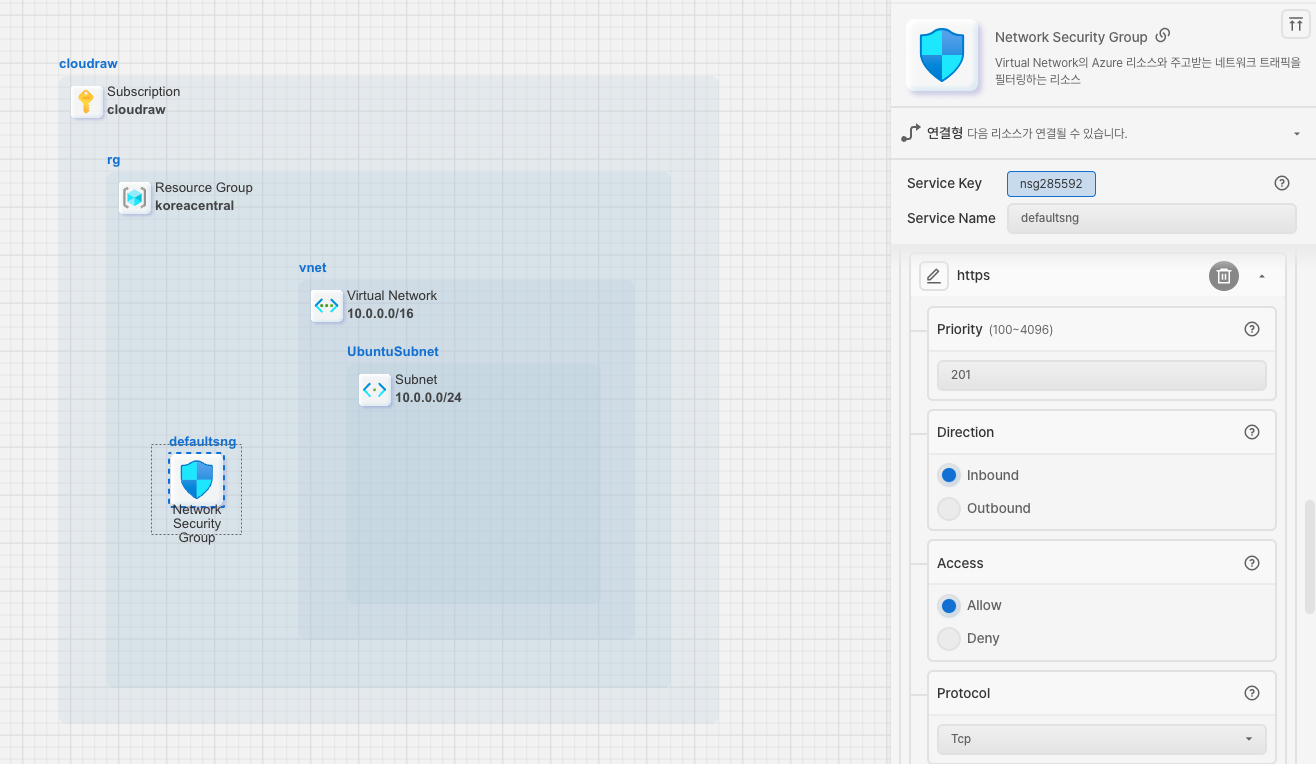 cloudraw
Subscription
cloudraw
rg
Resource Group
koreacentral
vnet
Virtual Network
10.0.0.0/16
UbuntuSubnet
Subnet
10.0.0.0/24
defaultsng
Network
Security
Group
Network Security Group
Virtual Network의 Azure 리소스와 주고받는 네트워크 트래픽을
필터링하는 리소스
연결형 다음 리소스가 연결될 수 있습니다.
Service Key nsg285592
Service Name defaultsng
https
Priority (100~4096)
201
Direction
Inbound
Outbound
Access
Allow
Deny
Protocol
Tcp